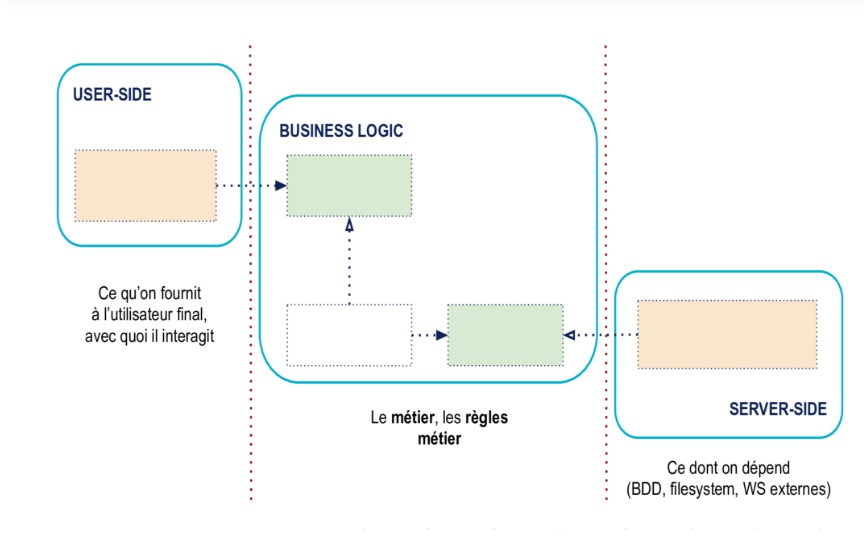 USER-SIDE
Ce qu'on fournit
à l'utilisateur final,
avec quoi il interagit
BUSINESS LOGIC
Le métier, les règles
métier
SERVER-SIDE
Ce dont on dépend
(BDD, filesystem, WS externes)